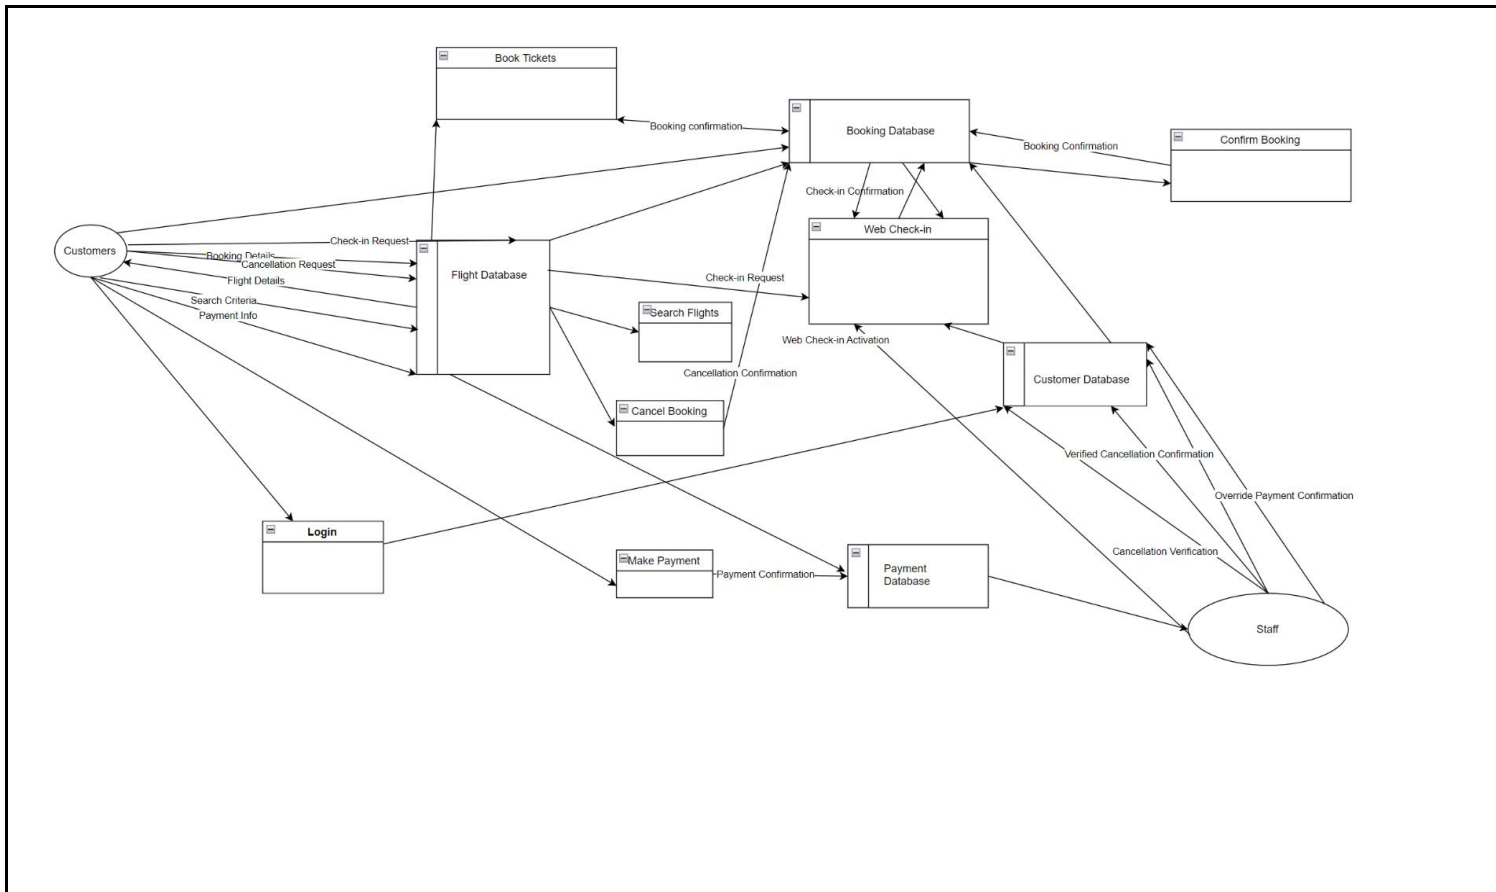 Book Tickets
Booking confirmation
Booking Database
Booking Confirmation
Confirm Booking
Check-in Confirmation
Web Check-in
Customers
Check-in Request
Booking Details
Cancellation Request
Flight Details
Search Criteria
Payment Info
Flight Database
Check-in Request
Search Flights
Web Check-in Activation
Cancellation Confirmation
Customer Database
Cancel Booking
Verified Cancellation Confirmation
Override Payment Confirmation
Login
Cancellation Verification
Make Payment
Payment Confirmation
Payment
Database
Staff